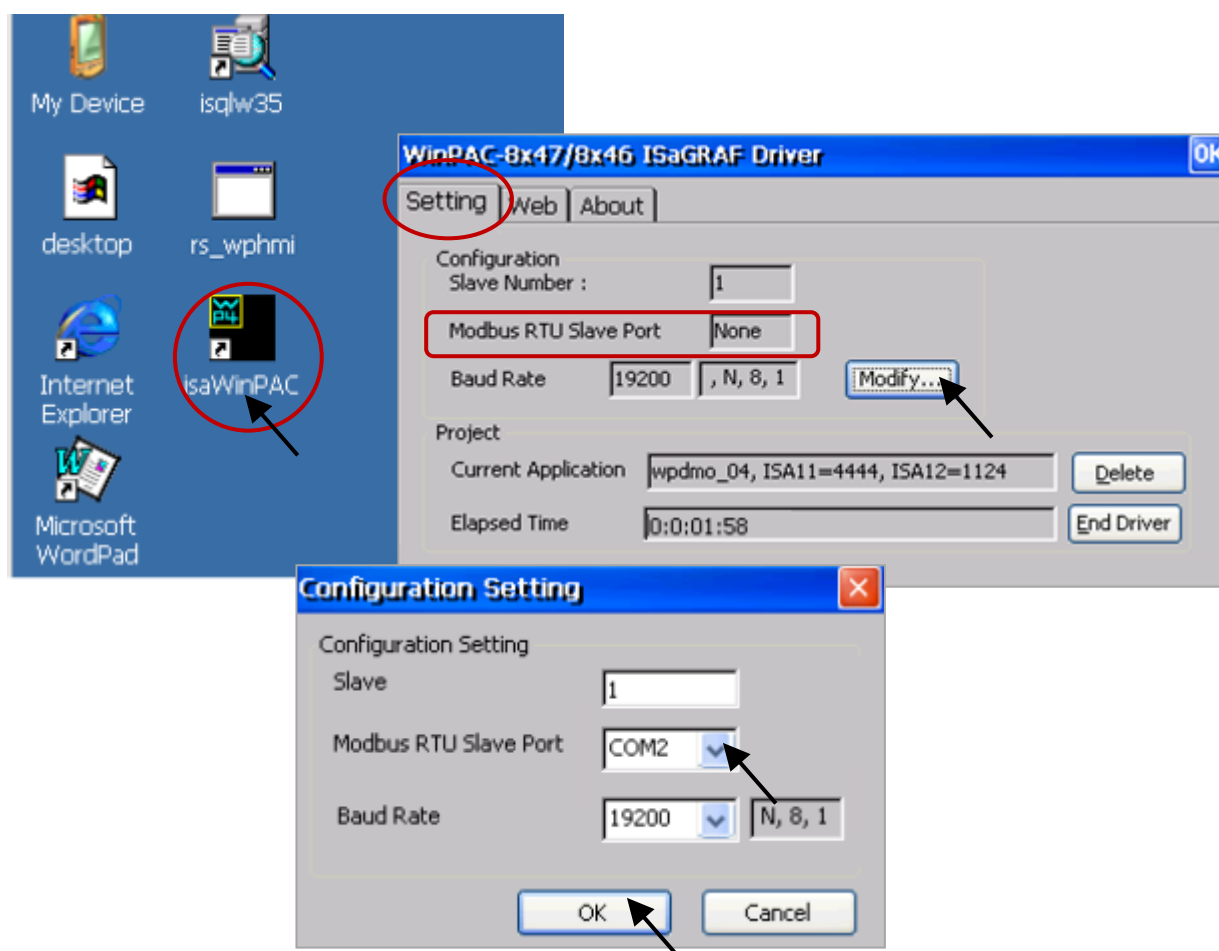 My Device
isqlw35
desktop
rs_wphmi
Internet
Explorer
isaWinPAC
Microsoft
WordPad
WinPAC-8x47/8x46 ISaGRAF Driver
OK
Setting
Web
About
Configuration
Slave Number :
1
Modbus RTU Slave Port
None
Baud Rate
19200
, N, 8, 1
Modify...
Project
Current Application
wpdmo_04, ISA11=4444, ISA12=1124
Delete
Elapsed Time
0:0:01:58
End Driver
Configuration Setting
Configuration Setting
Slave
1
Modbus RTU Slave Port
COM2
Baud Rate
19200
N, 8, 1
OK
Cancel